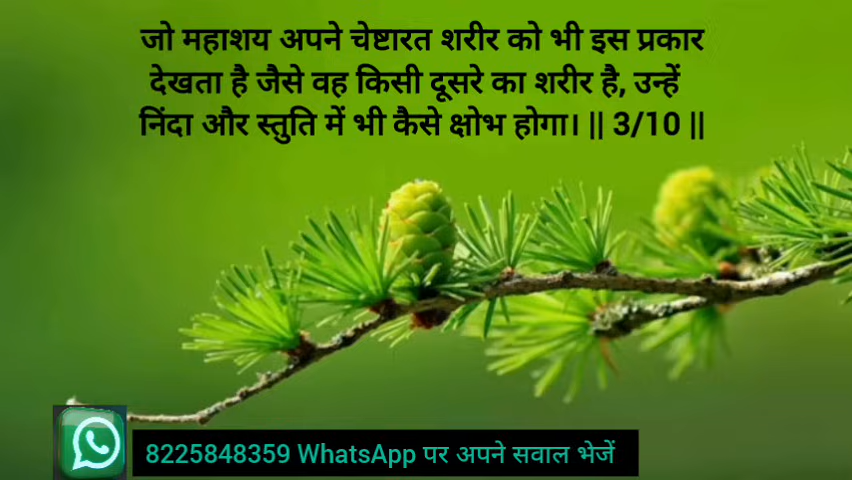 जो महाशय अपने चेष्टारत शरीर को भी इस प्रकार
देखता है जैसे वह किसी दूसरे का शरीर है, उन्हें
निंदा और स्तुति में भी कैसे क्षोभ होगा। || 3/10 ||
8225848359 WhatsApp पर अपने सवाल भेजें